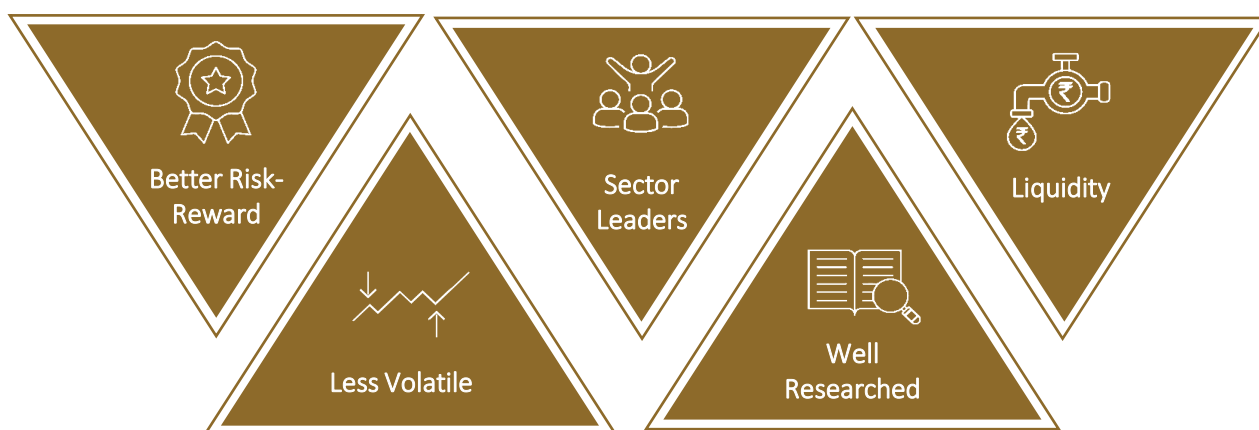 Better Risk-
Reward
Less Volatile
Sector
Leaders
Well
Researched
₹
₹
Liquidity